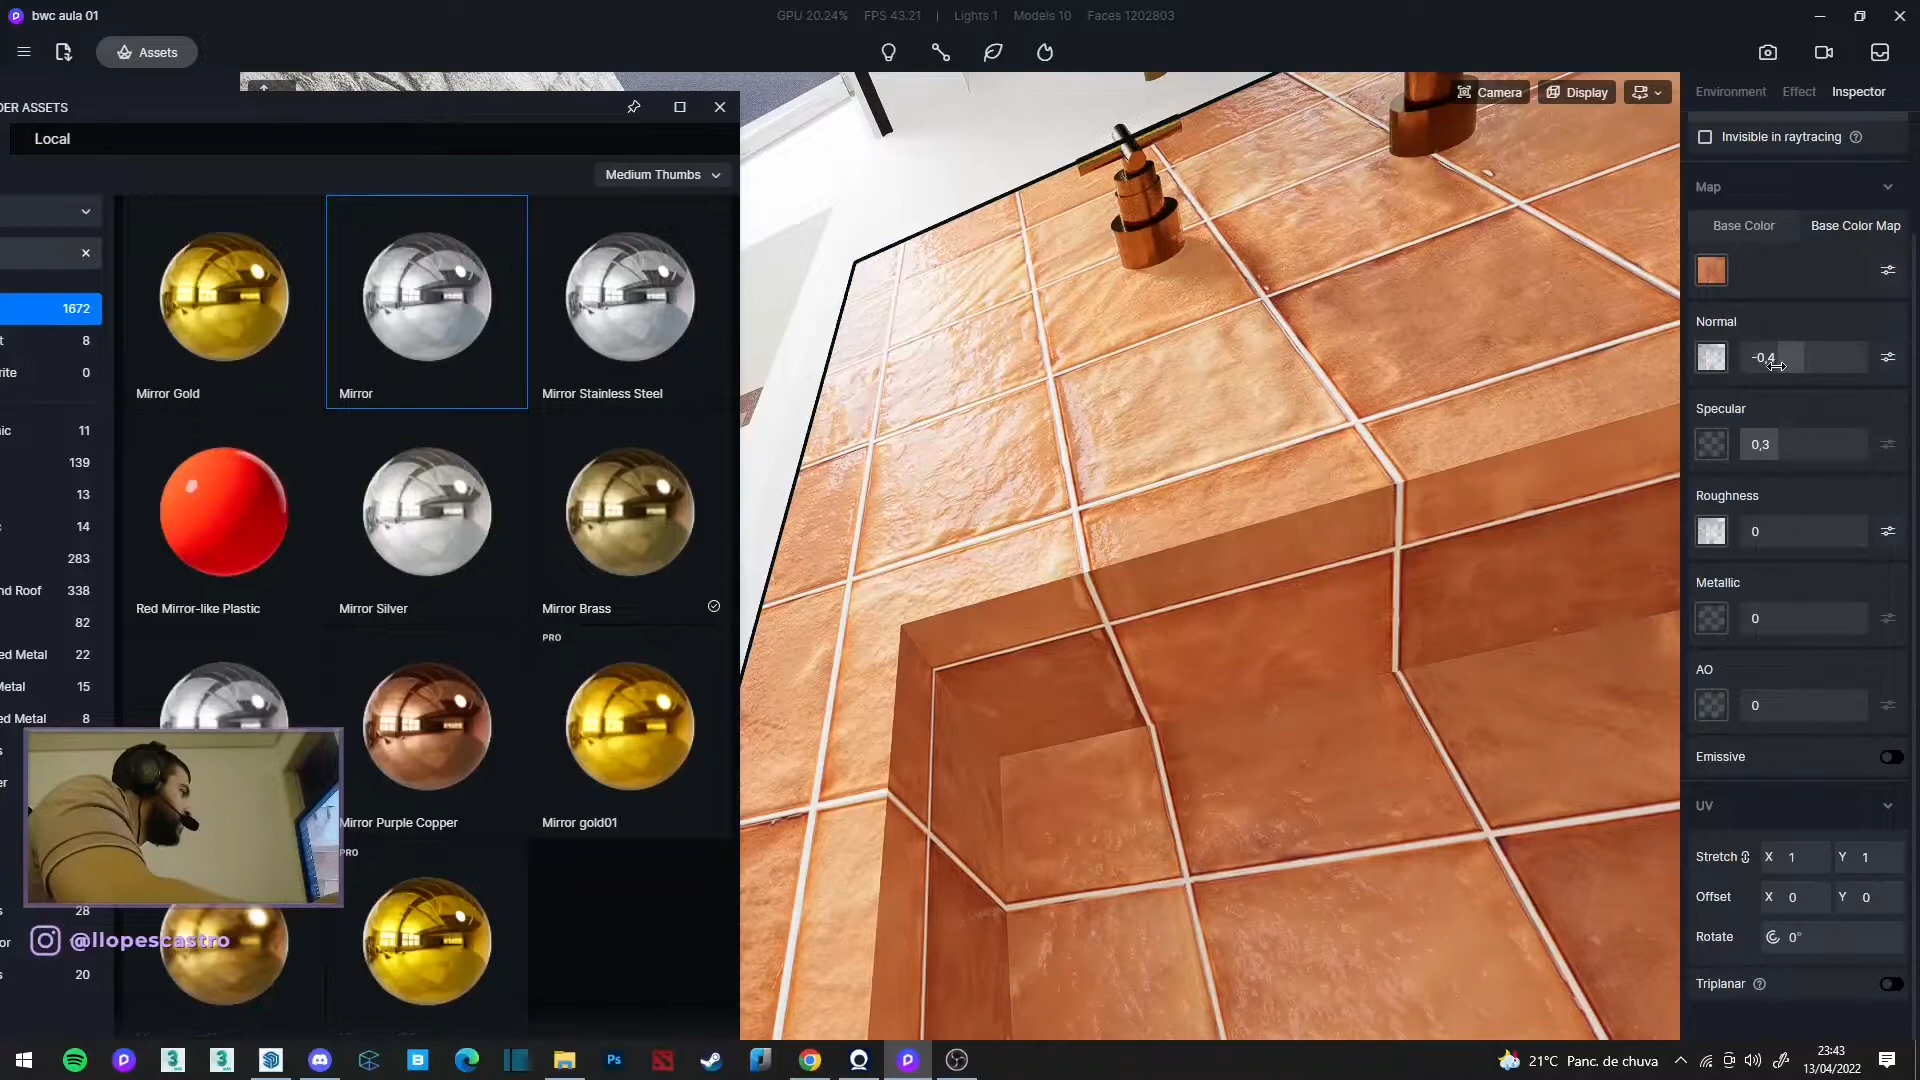 bwc aula 01
GPU 20.24% FPS 43.21 | Lights 1 Models 10 Faces 1202803
Assets
DER ASSETS
Local
Medium Thumbs
1672
8
0
11
139
13
14
283
nd Roof 338
82
ed Metal 22
Metal 15
ed Metal 8
28
20
Mirror Gold
Mirror
Mirror Stainless Steel
Red Mirror-like Plastic
Mirror Silver
Mirror Brass
PRO
Mirror Purple Copper
Mirror gold01
PRO
@llopescastro
Camera
Display
Environment Effect Inspector
Invisible in raytracing
Map
Base Color Base Color Map
Normal
-0,4
Specular
0,3
Roughness
0
Metallic
0
AO
0
Emissive
UV
Stretch X 1 Y 1
Offset X 0 Y 0
Rotate 0°
Triplanar
Ps
21°C Panc. de chuva
23:43
13/04/2022